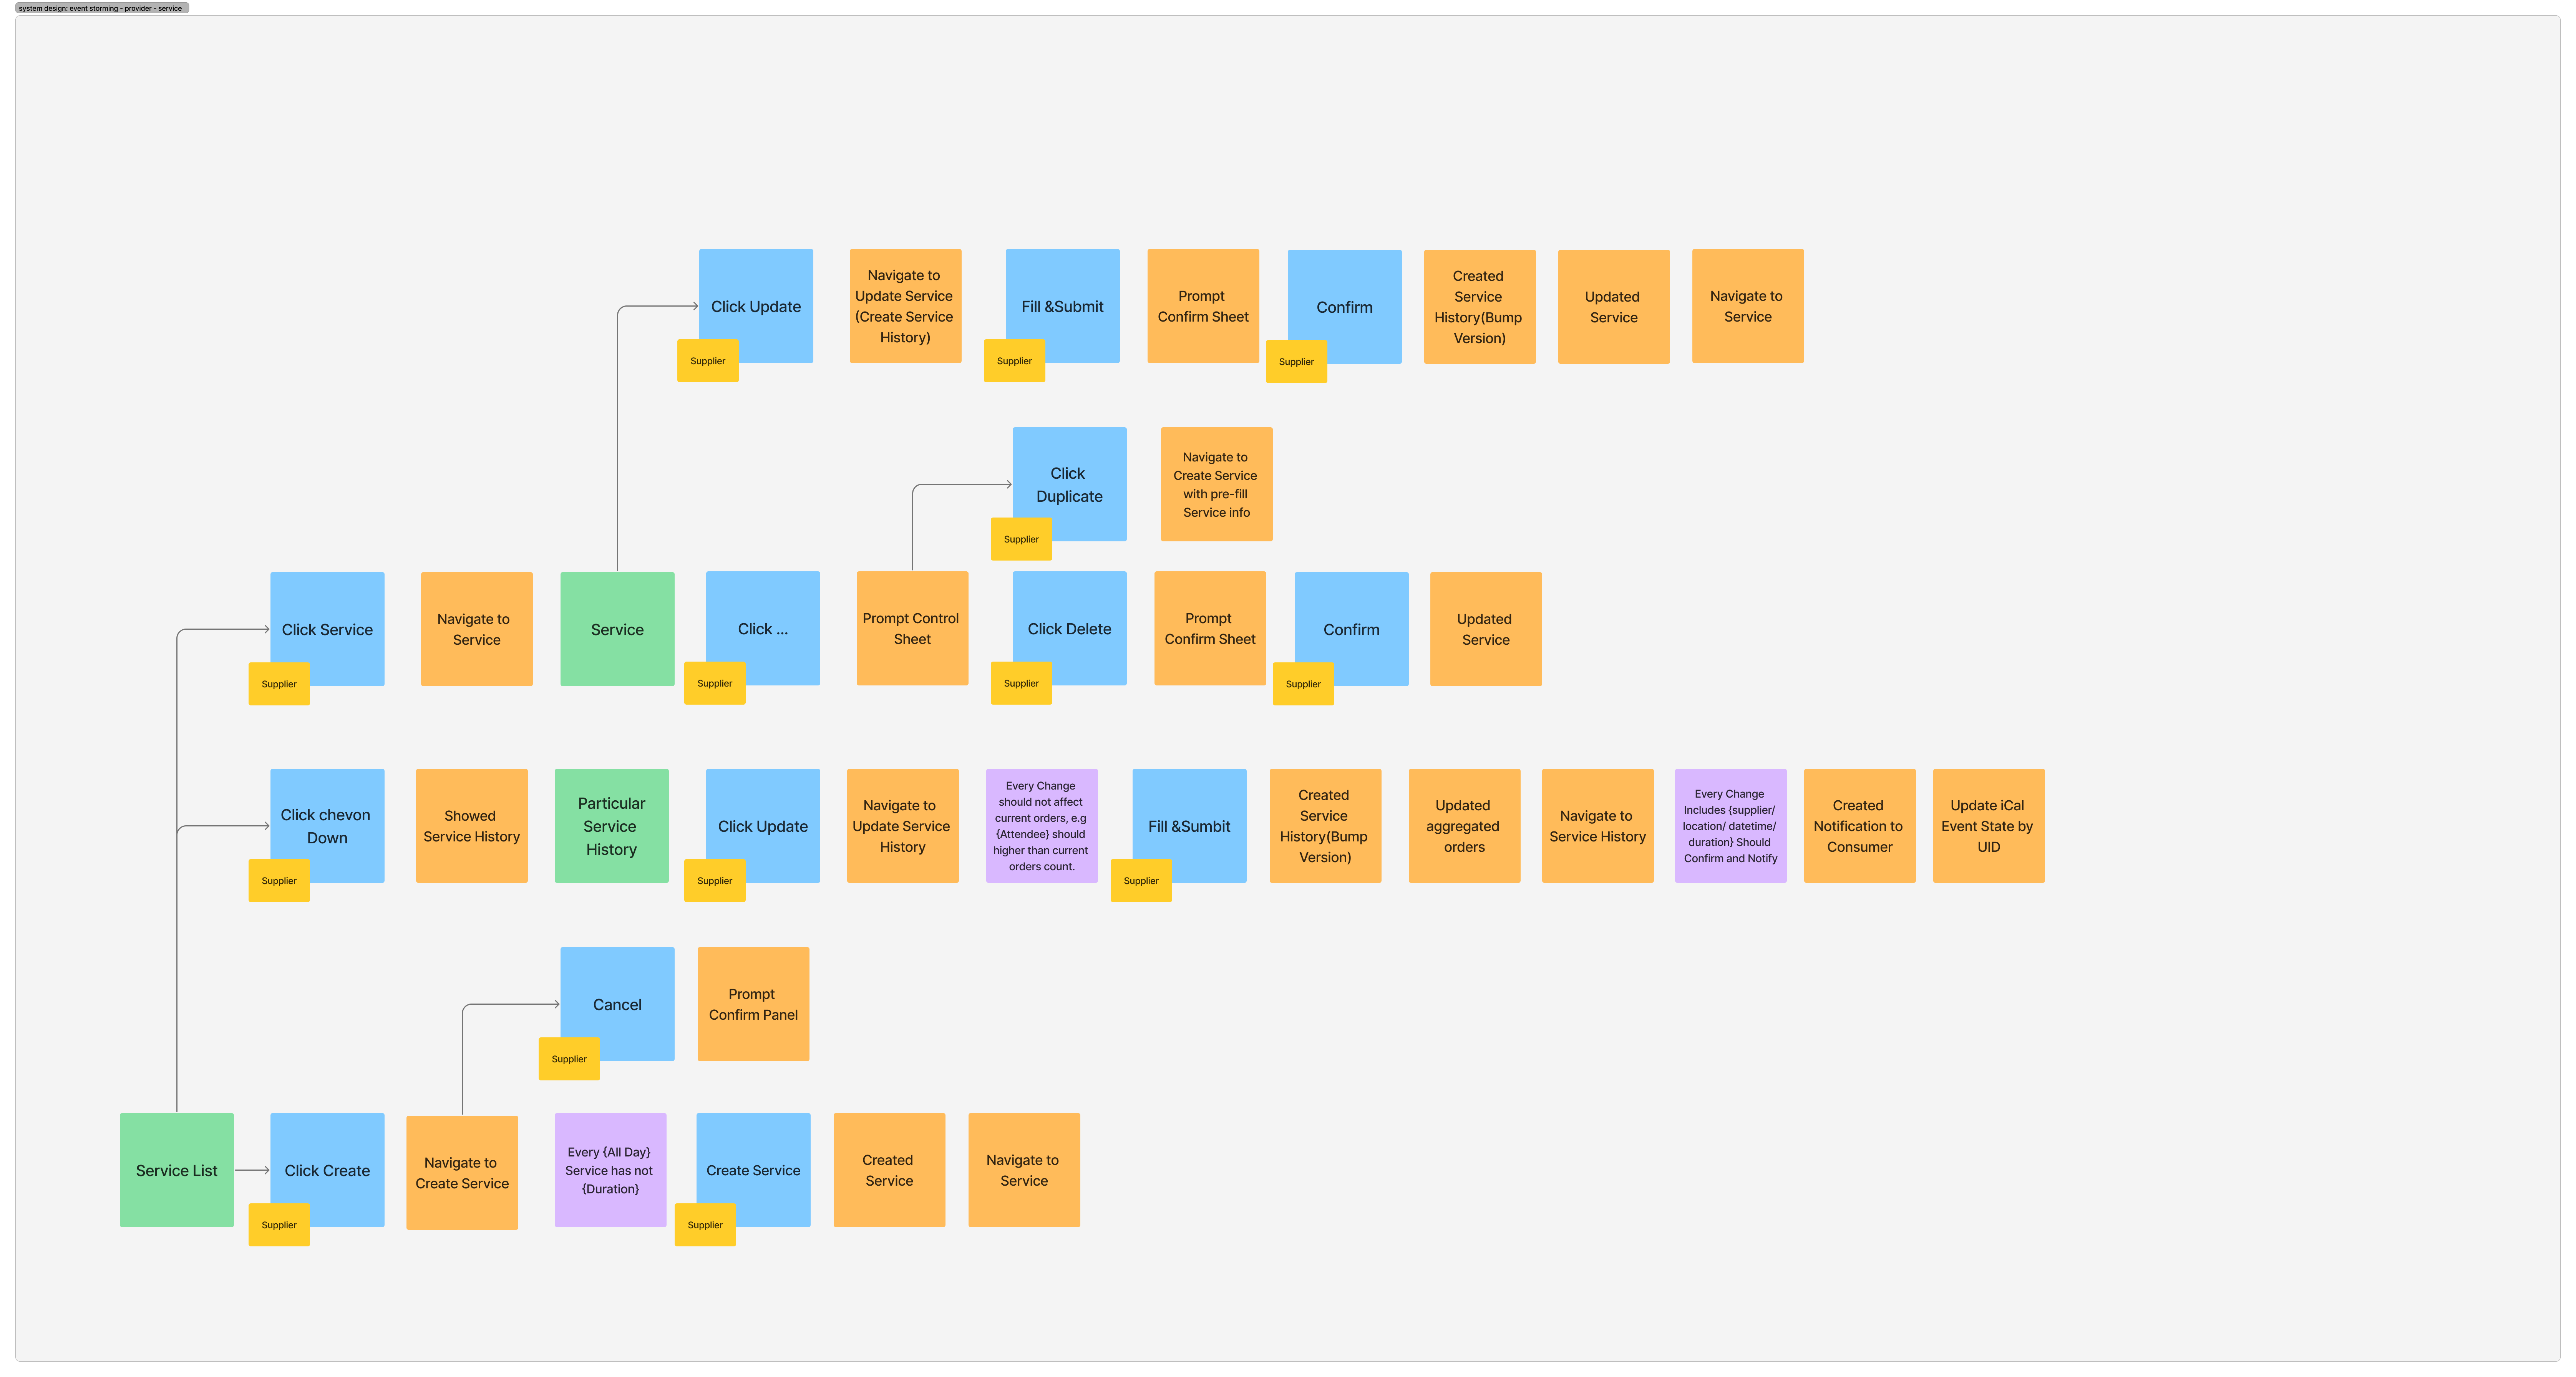 system design: event storming - provider - service
Click Update
Supplier
Navigate to
Update Service
(Create Service
History)
Fill &Submit
Supplier
Prompt
Confirm Sheet
Confirm
Supplier
Created
Service
History(Bump
Version)
Updated
Service
Navigate to
Service
Click
Duplicate
Supplier
Navigate to
Create Service
with pre-fill
Service info
Click Service
Supplier
Navigate to
Service
Service
Click ...
Supplier
Prompt Control
Sheet
Click Delete
Supplier
Prompt
Confirm Sheet
Confirm
Supplier
Updated
Service
Click chevon
Down
Supplier
Showed
Service History
Particular
Service
History
Click Update
Supplier
Navigate to
Update Service
History
Every Change
should not affect
current orders, e.g
{Attendee} should
higher than current
orders count.
Fill &Sumbit
Supplier
Created
Service
History(Bump
Version)
Updated
aggregated
orders
Navigate to
Service History
Every Change
Includes {supplier/
location/ datetime/
duration} Should
Confirm and Notify
Created
Notification to
Consumer
Update iCal
Event State by
UID
Cancel
Supplier
Prompt
Confirm Panel
Service List
Click Create
Supplier
Navigate to
Create Service
Every {All Day}
Service has not
{Duration}
Create Service
Supplier
Created
Service
Navigate to
Service